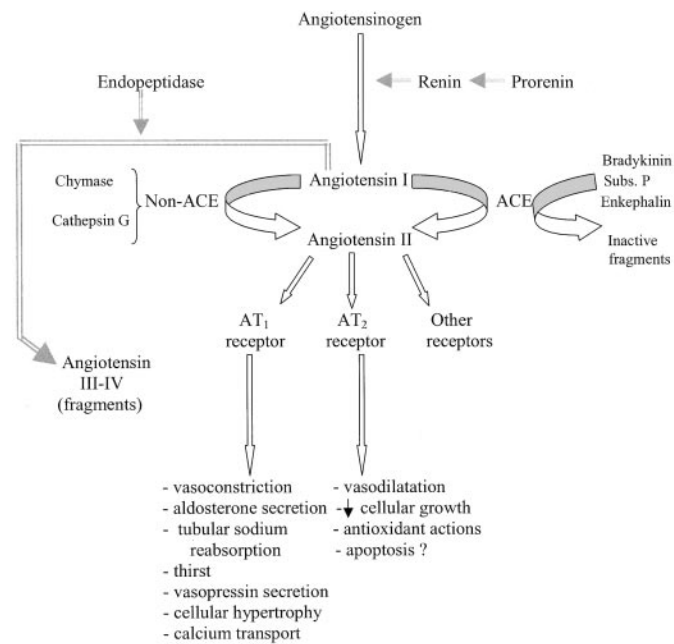 Angiotensinogen
Endopeptidase
Renin
Prorenin
Chymase
Cathepsin G
Non-ACE
Angiotensin I
ACE
Bradykinin
Subs. P
Enkephalin
Angiotensin II
Inactive
fragments
AT1
receptor
AT2
receptor
Other
receptors
Angiotensin
III-IV
(fragments)
- vasoconstriction
- aldosterone secretion
- tubular sodium
reabsorption
- thirst
- vasopressin secretion
- cellular hypertrophy
- calcium transport
- vasodilatation
-↓ cellular growth
- antioxidant actions
- apoptosis ?